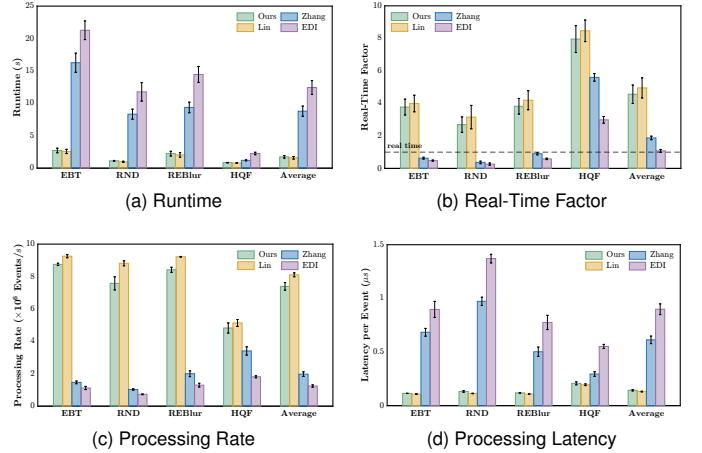 Ours Zhang
Lin EDI
Runtime (s)
25
20
15
10
5
0
EBT RND REBlur HQF Average
(a) Runtime
Ours Zhang
Lin EDI
Real-Time Factor
10
8
6
4
2
0
real time
EBT RND REBlur HQF Average
(b) Real-Time Factor
Ours Zhang
Lin EDI
Processing Rate (×10⁶ Events/s)
10
8
6
4
2
0
EBT RND REBlur HQF Average
(c) Processing Rate
Ours Zhang
Lin EDI
Latency per Event (μs)
1.5
1
0.5
0
EBT RND REBlur HQF Average
(d) Processing Latency